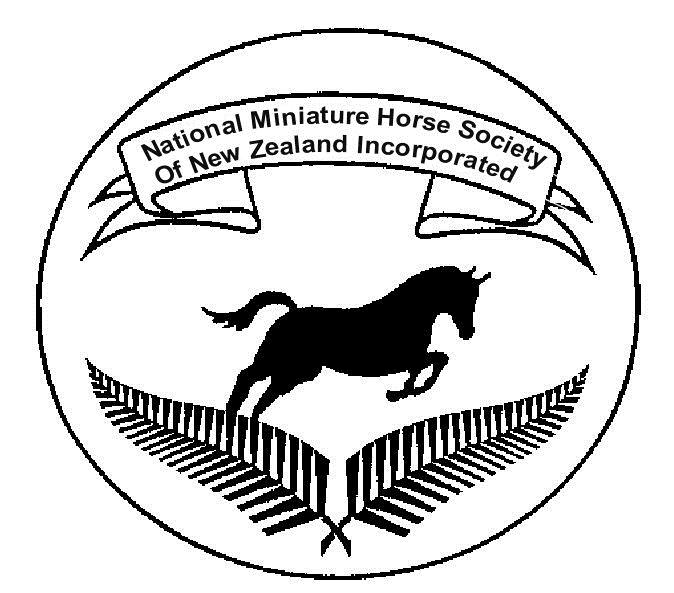 National Miniature Horse Society
Of New Zealand Incorporated